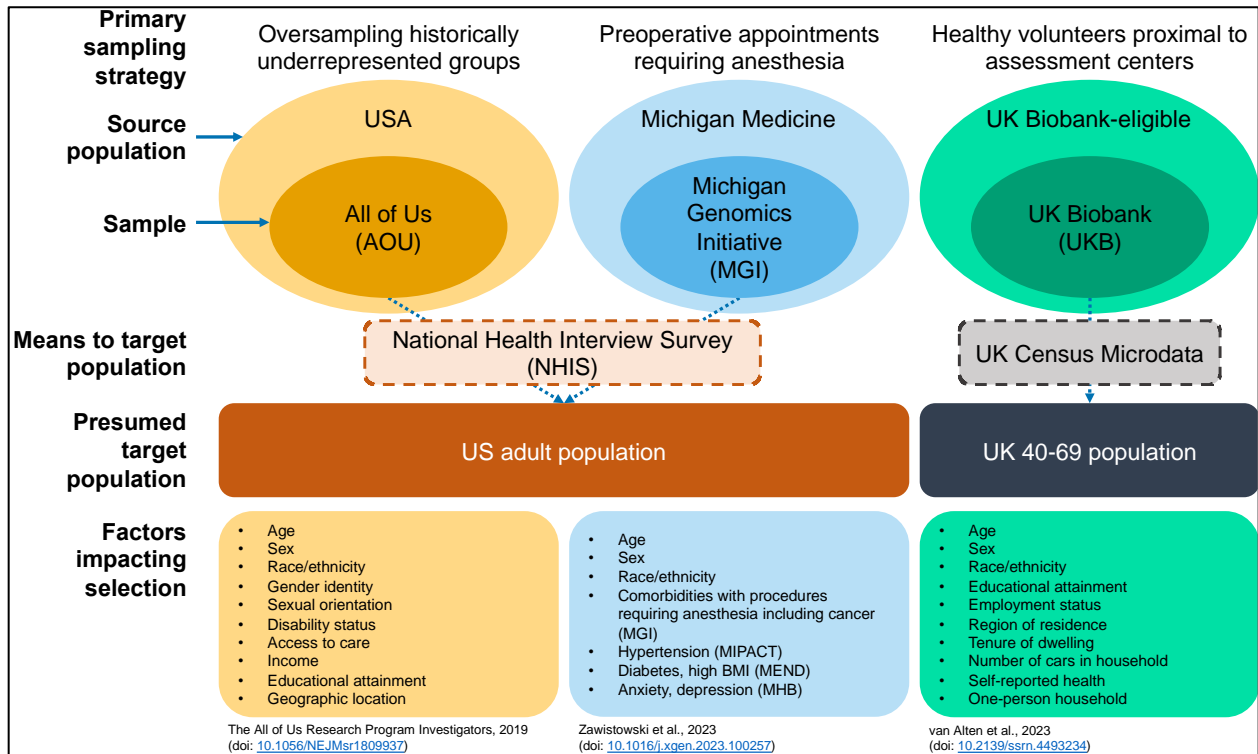 Primary
sampling
strategy
Oversampling historically
underrepresented groups
Preoperative appointments
requiring anesthesia
Healthy volunteers proximal to
assessment centers
Source
population
USA
Michigan Medicine
UK Biobank-eligible
Sample
All of Us
(AOU)
Michigan
Genomics
Initiative
(MGI)
UK Biobank
(UKB)
Means to target
population
National Health Interview Survey
(NHIS)
UK Census Microdata
Presumed
target
population
US adult population
UK 40-69 population
Factors
impacting
selection
• Age
• Sex
• Race/ethnicity
• Gender identity
• Sexual orientation
• Disability status
• Access to care
• Income
• Educational attainment
• Geographic location
• Age
• Sex
• Race/ethnicity
• Comorbidities with procedures
requiring anesthesia including cancer
(MGI)
• Hypertension (MIPACT)
• Diabetes, high BMI (MEND)
• Anxiety, depression (MHB)
• Age
• Sex
• Race/ethnicity
• Educational attainment
• Employment status
• Region of residence
• Tenure of dwelling
• Number of cars in household
• Self-reported health
• One-person household
The All of Us Research Program Investigators, 2019
(doi: 10.1056/NEJMsr1809937)
Zawistowski et al., 2023
(doi: 10.1016/j.xgen.2023.100257)
van Alten et al., 2023
(doi: 10.2139/ssrn.4493234)